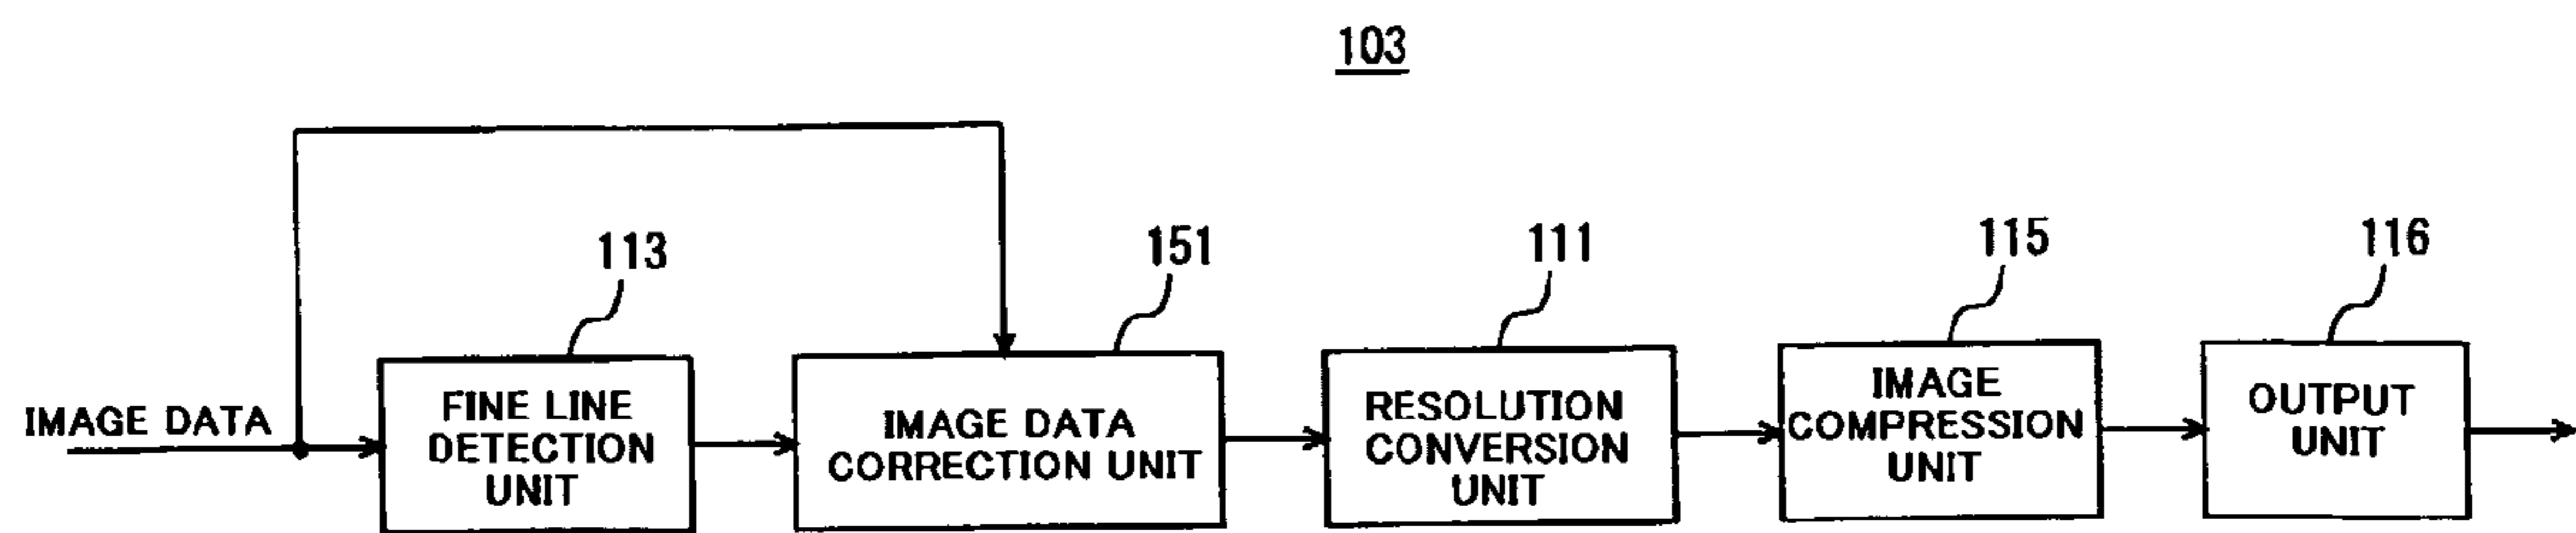 103
113
151
111
115
116
IMAGE DATA
FINE LINE
DETECTION
UNIT
IMAGE DATA
CORRECTION UNIT
RESOLUTION
CONVERSION
UNIT
IMAGE
COMPRESSION
UNIT
OUTPUT
UNIT